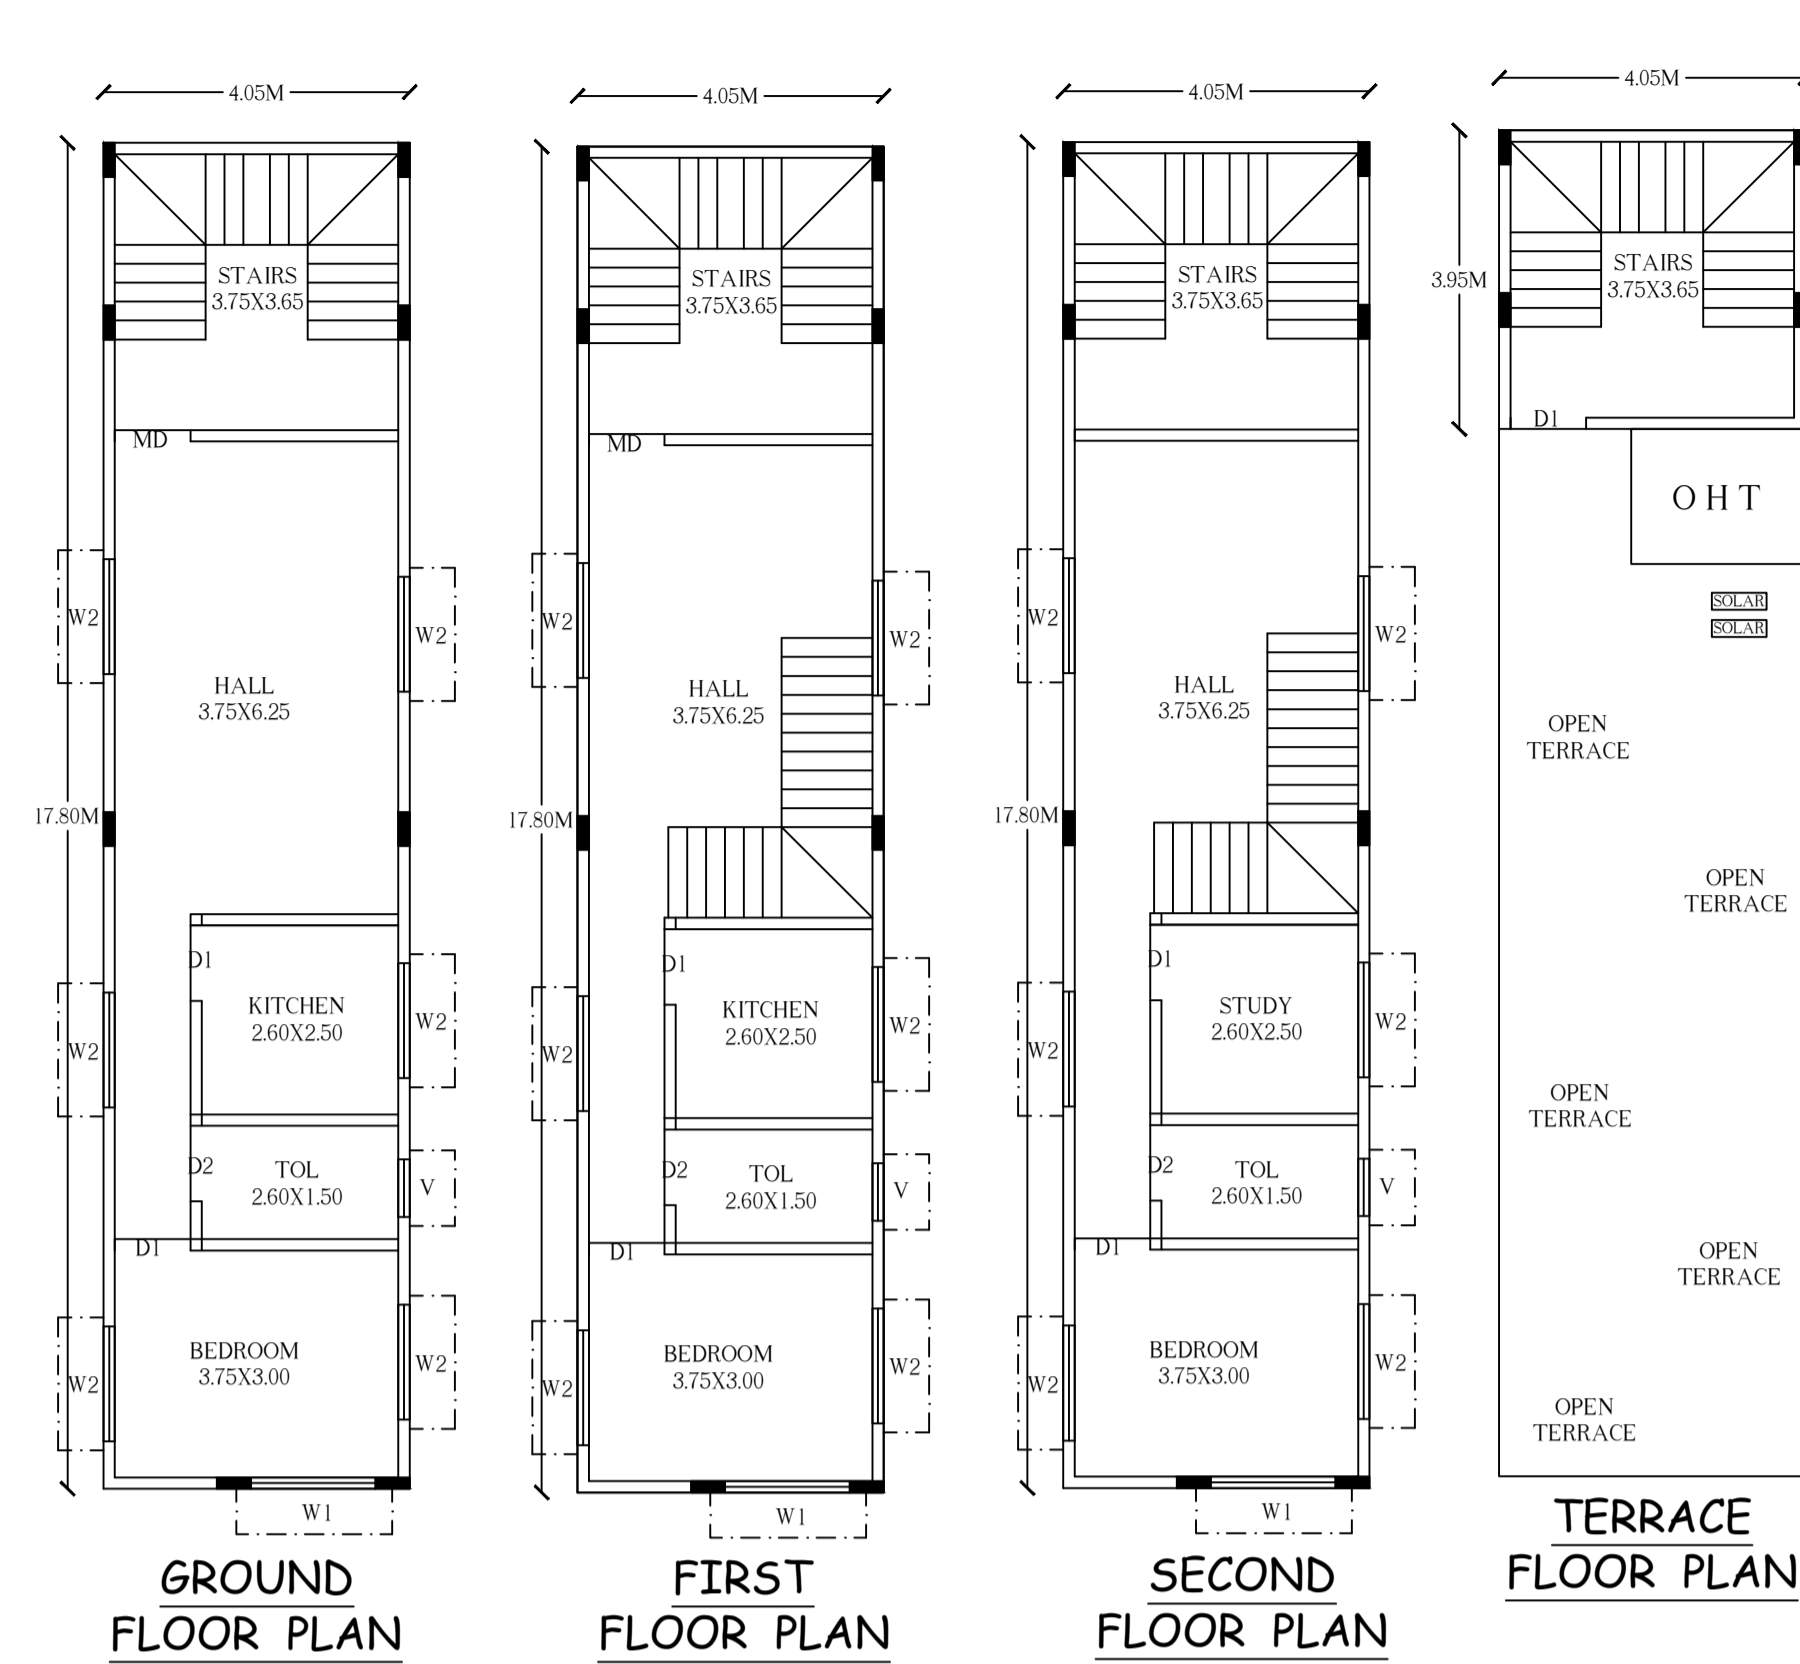 4.05M
STAIRS
3.75X3.65
MD
W2
W2
HALL
3.75X6.25
17.80M
D1
KITCHEN
2.60X2.50
W2
W2
D2
TOL
2.60X1.50
V
D1
BEDROOM
3.75X3.00
W2
W2
W1
GROUND
FLOOR PLAN
4.05M
STAIRS
3.75X3.65
MD
W2
W2
HALL
3.75X6.25
17.80M
D1
KITCHEN
2.60X2.50
W2
W2
D2
TOL
2.60X1.50
V
D1
BEDROOM
3.75X3.00
W2
W2
W1
FIRST
FLOOR PLAN
4.05M
STAIRS
3.75X3.65
W2
W2
HALL
3.75X6.25
17.80M
D1
STUDY
2.60X2.50
W2
W2
D2
TOL
2.60X1.50
V
D1
BEDROOM
3.75X3.00
W2
W2
W1
SECOND
FLOOR PLAN
4.05M
STAIRS
3.75X3.65
3.95M
D1
OHT
SOLAR
SOLAR
OPEN
TERRACE
OPEN
TERRACE
OPEN
TERRACE
OPEN
TERRACE
OPEN
TERRACE
TERRACE
FLOOR PLAN